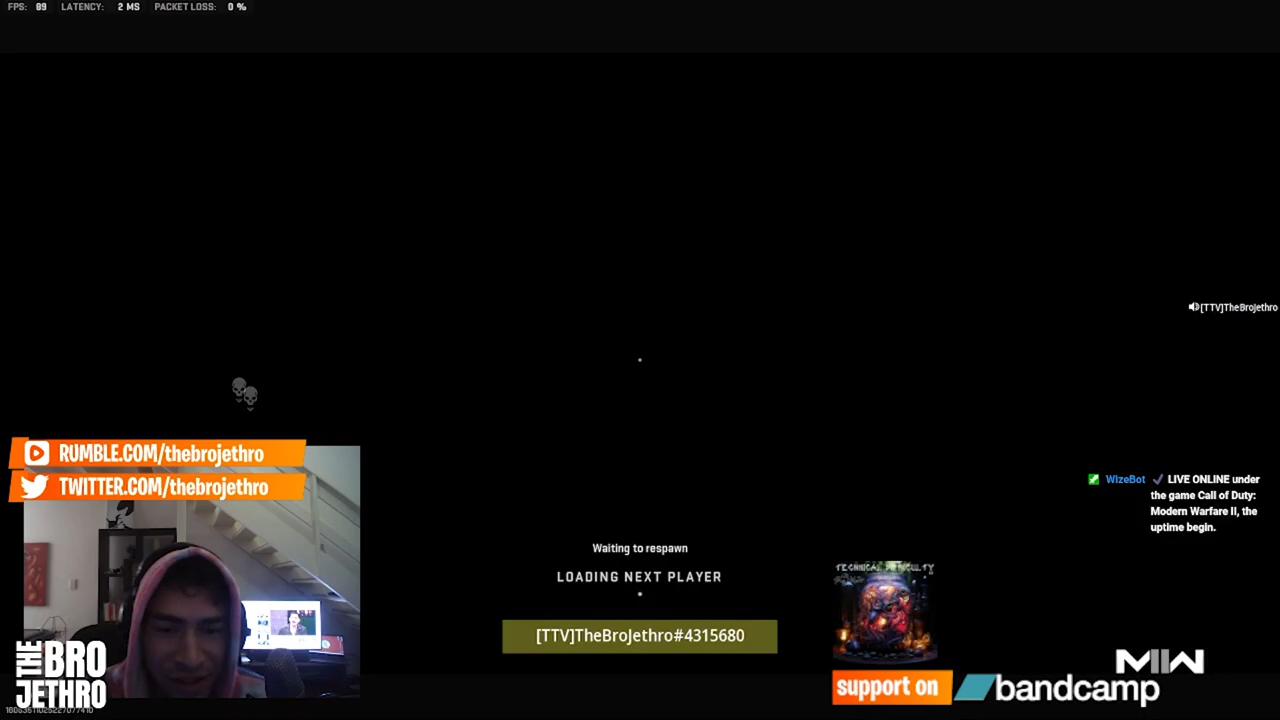 FPS: 89 LATENCY: 2 MS PACKET LOSS: 0 %
[TTV]TheBroJethro
RUMBLE.COM/thebrojethro
TWITTER.COM/thebrojethro
WizeBot ✔ LIVE ONLINE under
the game Call of Duty:
Modern Warfare II, the
uptime begin.
Waiting to respawn
LOADING NEXT PLAYER
[TTV]TheBroJethro#4315680
TECHNICAL DIFFICULTY
THE BRO
JETHRO
support on bandcamp
MW